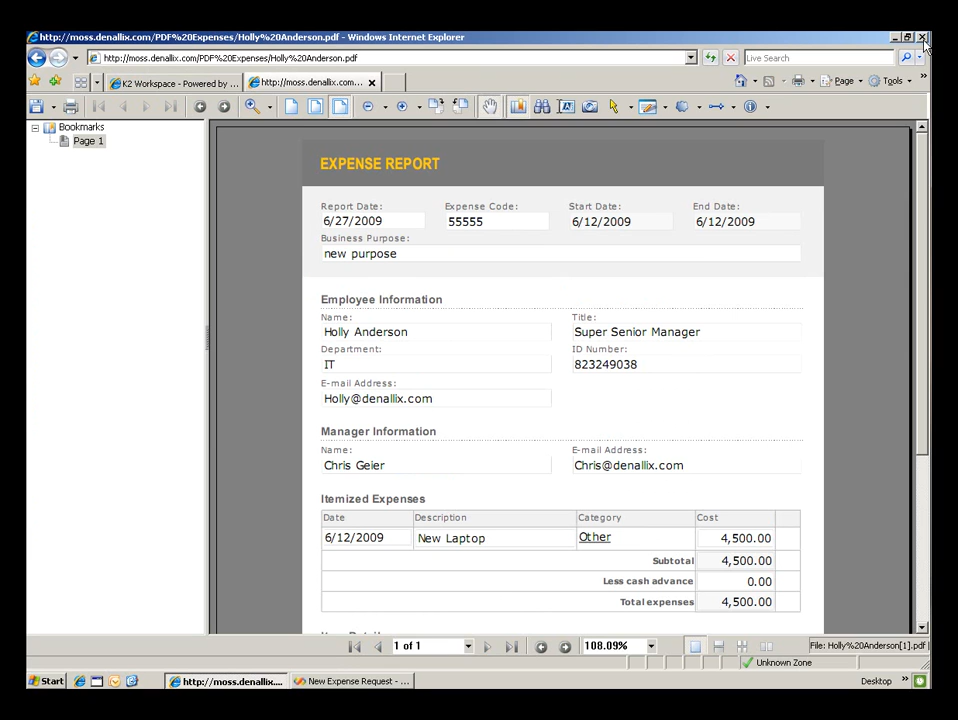 http://moss.denallix.com/PDF%20Expenses/Holly%20Anderson.pdf - Windows Internet Explorer
http://moss.denallix.com/PDF%20Expenses/Holly%20Anderson.pdf
Live Search
K2 Workspace - Powered by ...
http://moss.denallix.com...
Page
Tools
Bookmarks
Page 1
EXPENSE REPORT
Report Date: Expense Code: Start Date: End Date:
6/27/2009 55555 6/12/2009 6/12/2009
Business Purpose:
new purpose
Employee Information
Name: Title:
Holly Anderson Super Senior Manager
Department: ID Number:
IT 823249038
E-mail Address:
Holly@denallix.com
Manager Information
Name: E-mail Address:
Chris Geier Chris@denallix.com
Itemized Expenses
Date Description Category Cost
6/12/2009 New Laptop Other 4,500.00
Subtotal 4,500.00
Less cash advance 0.00
Total expenses 4,500.00
1 of 1 108.09% File: Holly%20Anderson[1].pdf
Unknown Zone
Start http://moss.denallix.com.... New Expense Request - ... Desktop